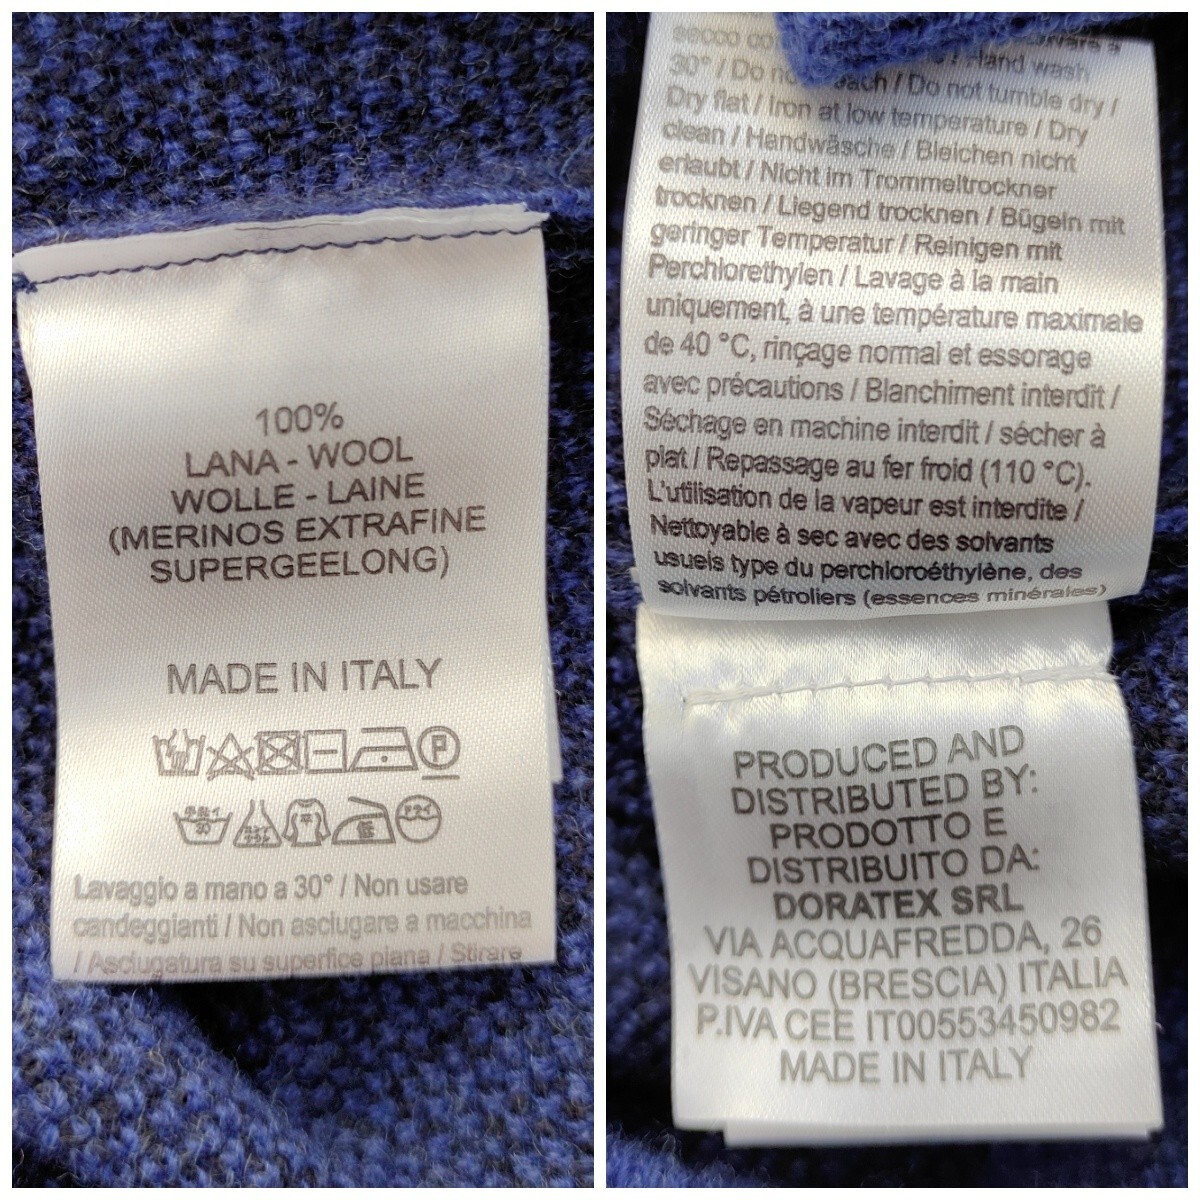 100%
LANA - WOOL
WOLLE - LAINE
(MERINOS EXTRAFINE
SUPERGEELONG)
MADE IN ITALY
P
30
Lavaggio a mano a 30° / Non usare
candeggianti / Non asciugare a macchina
/ Asciugatura su superfice piana / Stirare
secco
Hand wash
30° / Do / Do not tumble dry /
Dry flat / Iron at low temperature / Dry
clean / Handwäsche / Bleichen nicht
erlaubt / Nicht im Trommeltrockner
trocknen / Liegend trocknen / Bügeln mit
geringer Temperatur / Reinigen mit
Perchlorethylen / Lavage à la main
uniquement, à une température maximale
de 40 °C, rinçage normal et essorage
avec précautions / Blanchiment interdit /
Séchage en machine interdit / sécher à
plat / Repassage au fer froid (110 °C).
L'utilisation de la vapeur est interdite /
Nettoyable à sec avec des solvants
usuels type du perchloroéthylène, des
solvants pétroliers (essences minérales)
PRODUCED AND
DISTRIBUTED BY:
PRODOTTO E
DISTRIBUITO DA:
DORATEX SRL
VIA ACQUAFREDDA, 26
VISANO (BRESCIA) ITALIA
P.IVA CEE IT00553450982
MADE IN ITALY